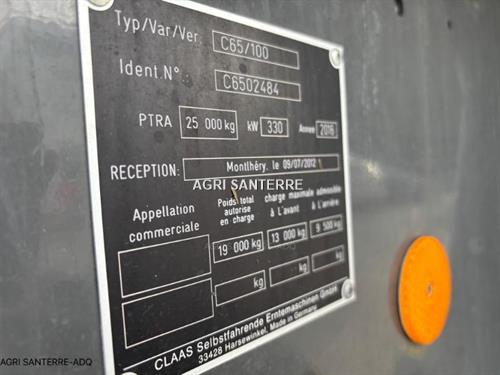 Typ/Var/Ver. C65/100
Ident.N° C6502484
PTRA 25 000 kg kW 330 Année 2016
RECEPTION: Montlhéry, le 09/07/2012
AGRI SANTERRE
Appellation commerciale
Poids total autorise en charge
charge maximale admissible
à L'avant à L'arrière
19 000 kg 13 000 kg 9 500 kg
kg kg kg
CLAAS Selbstfahrende Erntemaschinen GmbH
33428 Harsewinkel, Made in Germany
AGRI SANTERRE-ADQ